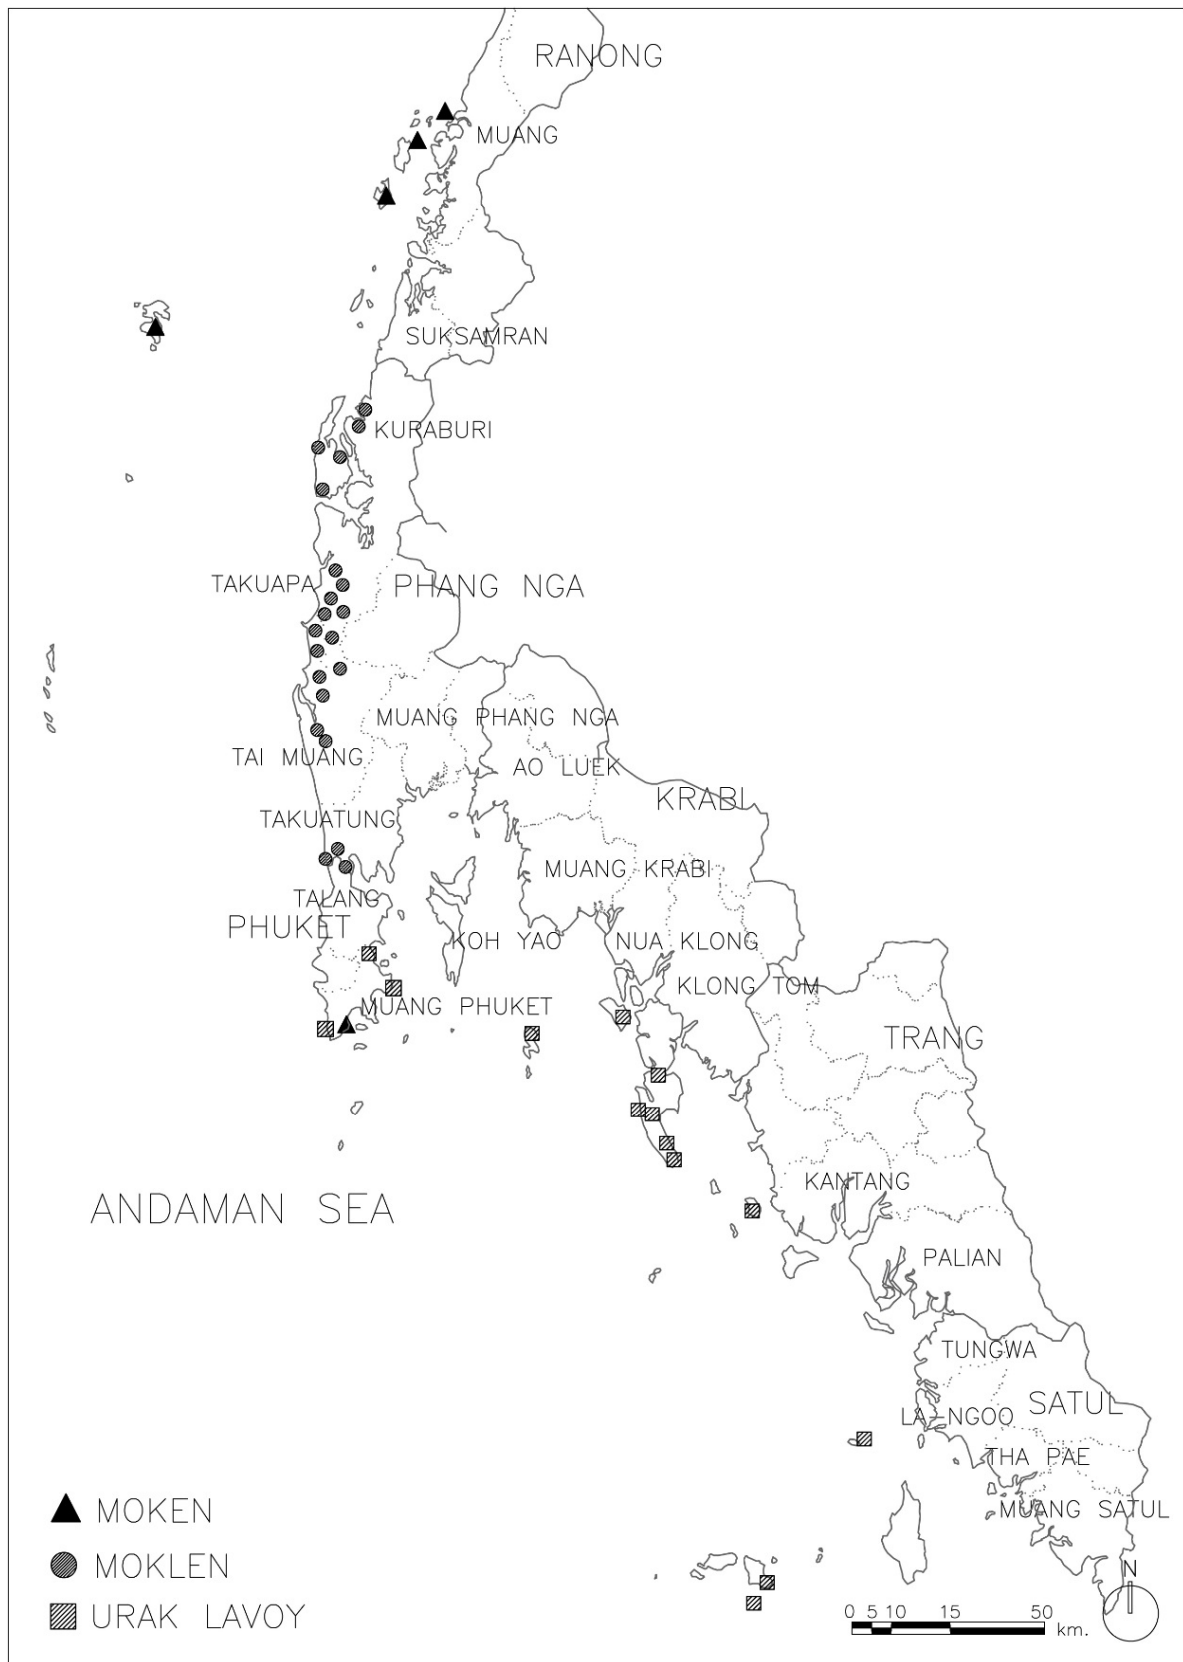 RANONG
MUANG
SUKSAMRAN
KURABURI
TAKUAPA
PHANG NGA
MUANG PHANG NGA
TAI MUANG
AO LUEK
KRABI
TAKUATUNG
MUANG KRABI
TALANG
PHUKET
KOH YAO
NUA KLONG
KLONG TOM
MUANG PHUKET
TRANG
KANTANG
ANDAMAN SEA
PALIAN
TUNGWA
SATUL
LA-NGOO
THA PAE
MUANG SATUL
MOKEN
MOKLEN
URAK LAVOY
N
0 5 10 15 50
km.